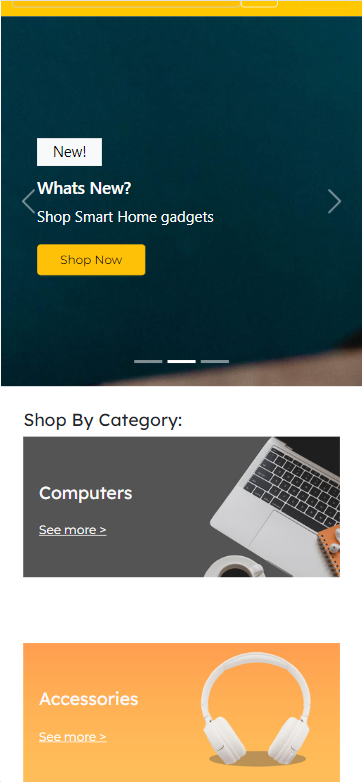 New!
Whats New?
Shop Smart Home gadgets
Shop Now
Shop By Category:
Computers
See more >
Accessories
See more >